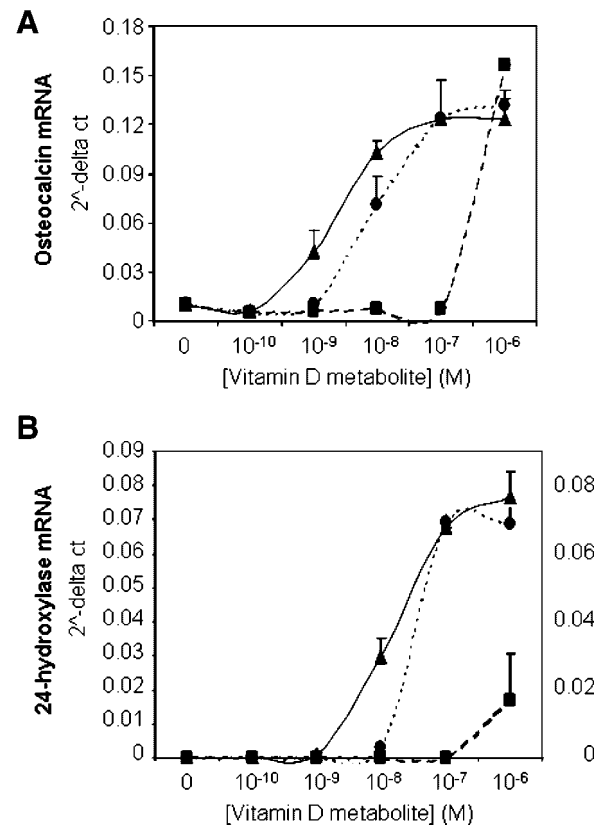 A
Osteocalcin mRNA
2^-delta ct
0.18
0.15
0.12
0.09
0.06
0.03
0
0 10-10 10-9 10-8 10-7 10-6
[Vitamin D metabolite] (M)
B
24-hydroxylase mRNA
2^-delta ct
0.09
0.08
0.07
0.06
0.05
0.04
0.03
0.02
0.01
0
0.08
0.06
0.04
0.02
0
0 10-10 10-9 10-8 10-7 10-6
[Vitamin D metabolite] (M)